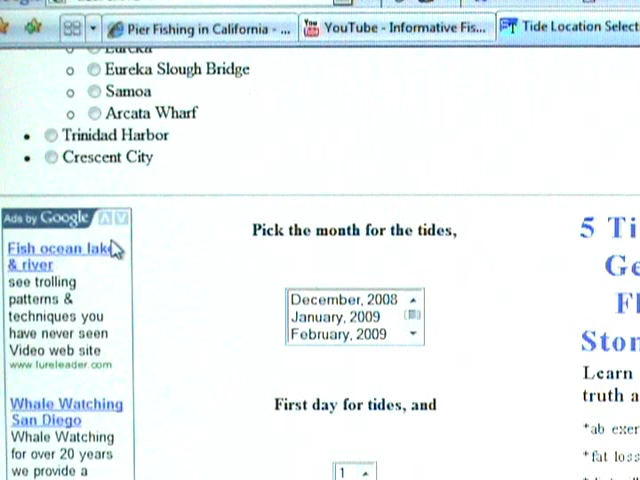 Pier Fishing in California - ...
YouTube - Informative Fis...
Tide Location Select
Eureka
Eureka Slough Bridge
Samoa
Arcata Wharf
Trinidad Harbor
Crescent City
Ads by Google
Fish ocean lake
& river
see trolling
patterns &
techniques you
have never seen
Video web site
www.lureleader.com
Whale Watching
San Diego
Whale Watching
for over 20 years
we provide a
Pick the month for the tides,
December, 2008
January, 2009
February, 2009
First day for tides, and
1
5 Ti
Ge
Fl
Ston
Learn
truth a
*ab exer
*fat loss